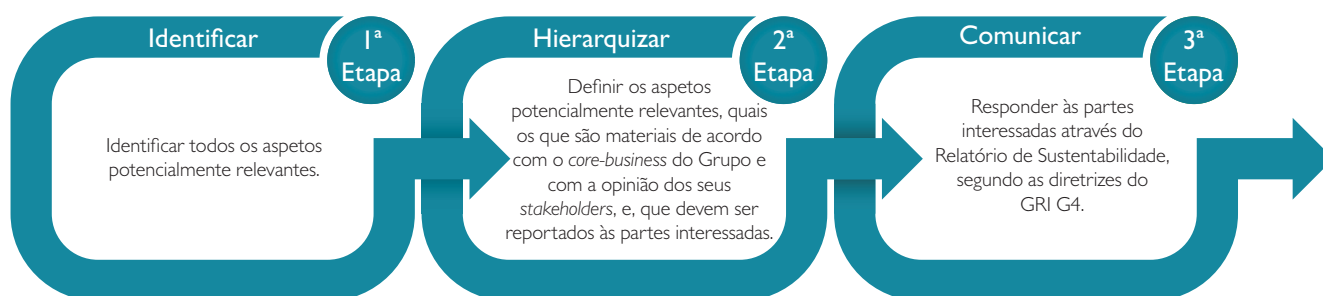 Identificar
1ª
Etapa
Identificar todos os aspetos
potencialmente relevantes.
Hierarquizar
2ª
Etapa
Definir os aspetos
potencialmente relevantes, quais
os que são materiais de acordo
com o core-business do Grupo e
com a opinião dos seus
stakeholders, e, que devem ser
reportados às partes interessadas.
Comunicar
3ª
Etapa
Responder às partes
interessadas através do
Relatório de Sustentabilidade,
segundo as diretrizes do
GRI G4.